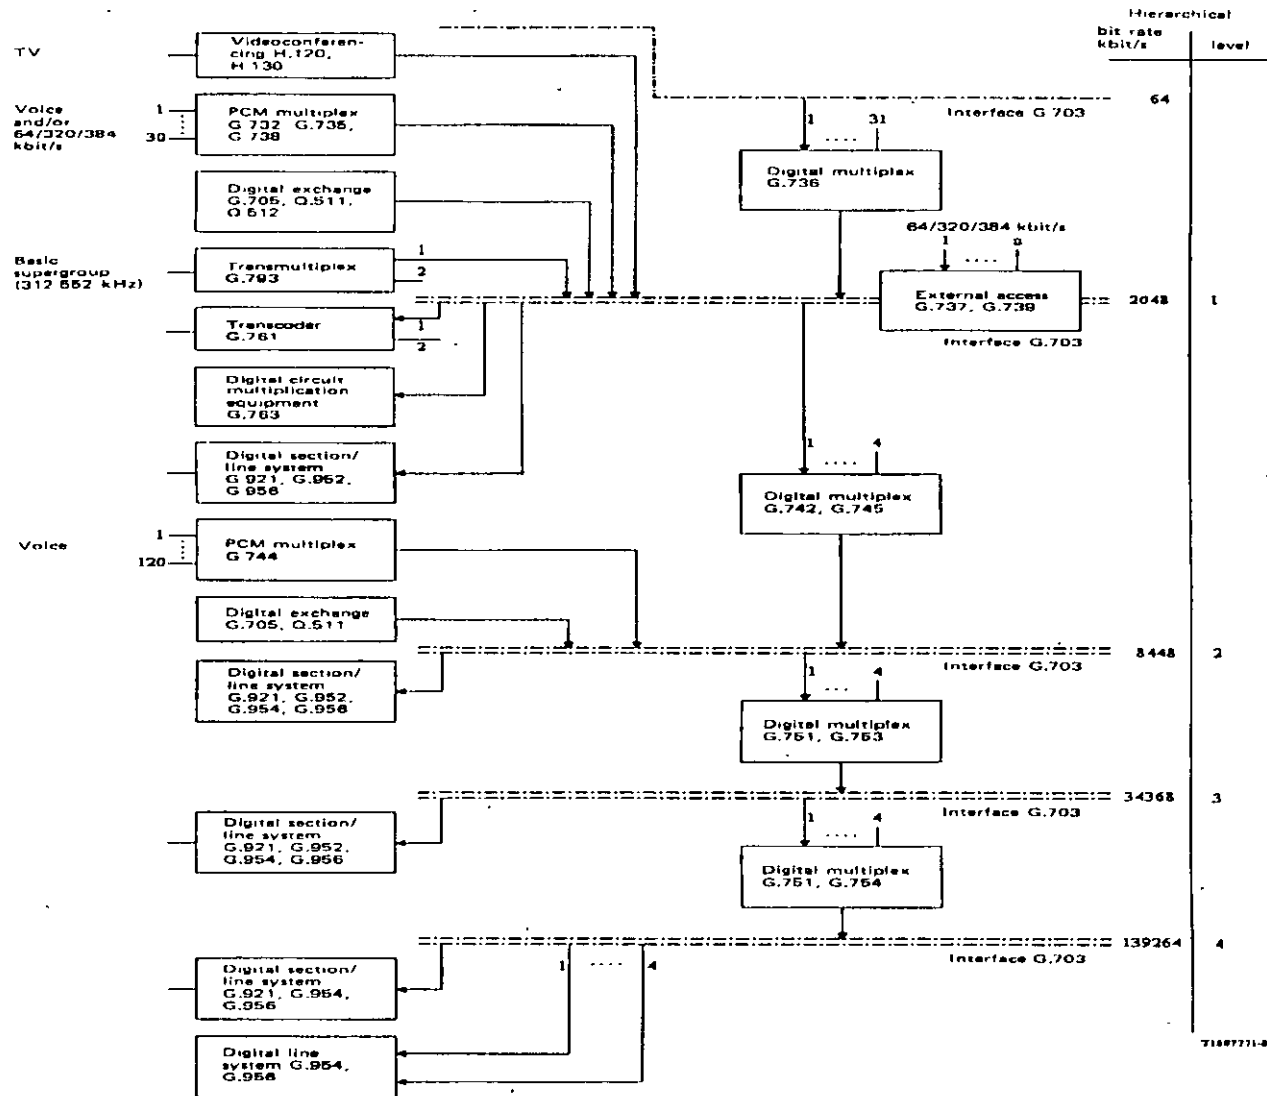 Hierarchical
bit rate
kbit/s
level
TV
Videoconferen-
cing H.120,
H 130
Voice
and/or
64/320/384
kbit/s
1
30
PCM multiplex
G 732 G.735,
G 738
64
Interface G 703
1
31
Digital multiplex
G.736
Digital exchange
G.705, Q.511,
Q 512
64/320/384 kbit/s
1
n
Basic
supergroup
(312 552 kHz)
Transmultiplex
G.793
1
2
External access
G.737, G.739
2048
1
Interface G.703
Transcoder
G.761
1
2
Digital circuit
multiplication
equipment
G.763
Digital section/
line system
G 921, G.952,
G 956
1
4
Digital multiplex
G.742, G.745
Voice
1
120
PCM multiplex
G 744
Digital exchange
G.705, Q.511
8448
2
Interface G.703
Digital section/
line system
G.921, G.952,
G.954, G.956
1
4
Digital multiplex
G.751, G.753
34368
3
Interface G.703
Digital section/
line system
G.921, G.952,
G.954, G.956
1
4
Digital multiplex
G.751, G.754
139264
4
Interface G.703
1
4
Digital section/
line system
G.921, G.954,
G.956
Digital line
system G.954,
G.956